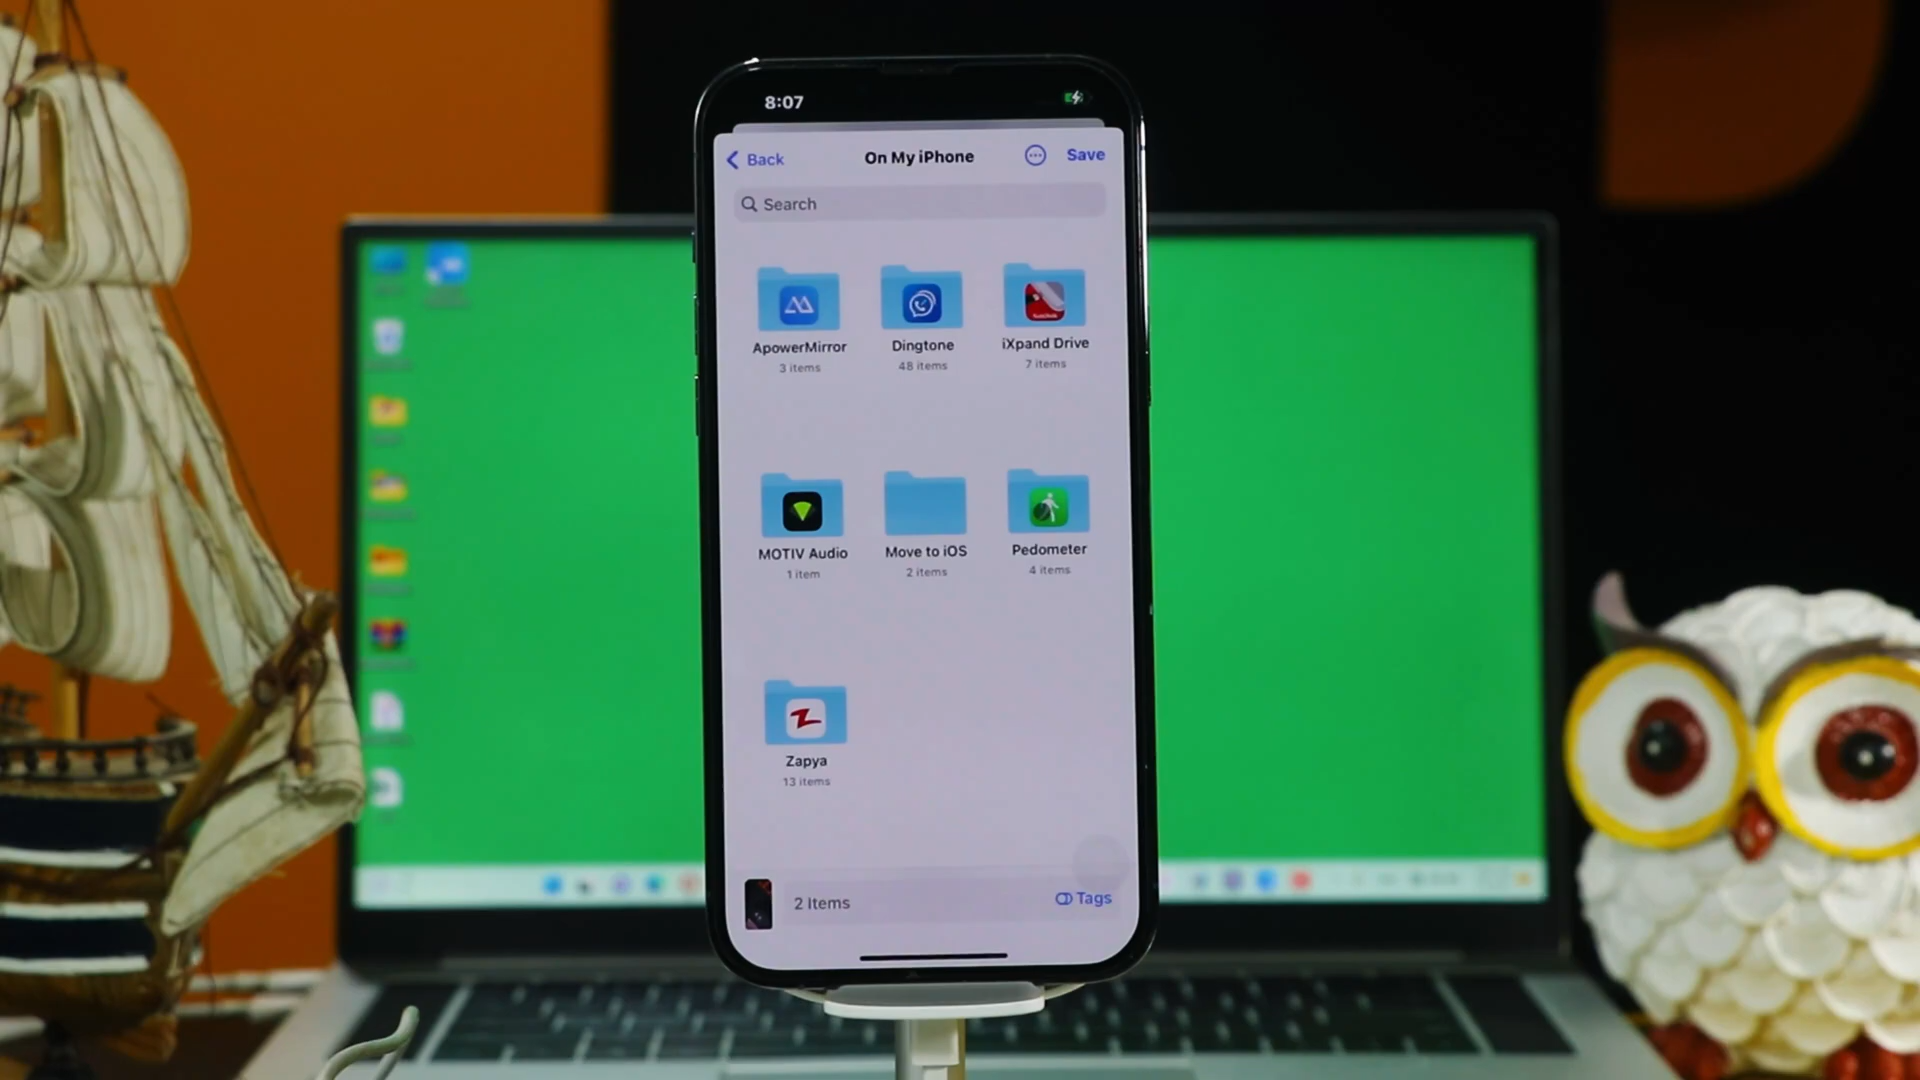 8:07
Back
On My iPhone
Save
Search
ApowerMirror
3 items
Dingtone
48 items
iXpand Drive
7 items
MOTIV Audio
1 item
Move to iOS
2 items
Pedometer
4 items
Zapya
13 items
2 Items
Tags